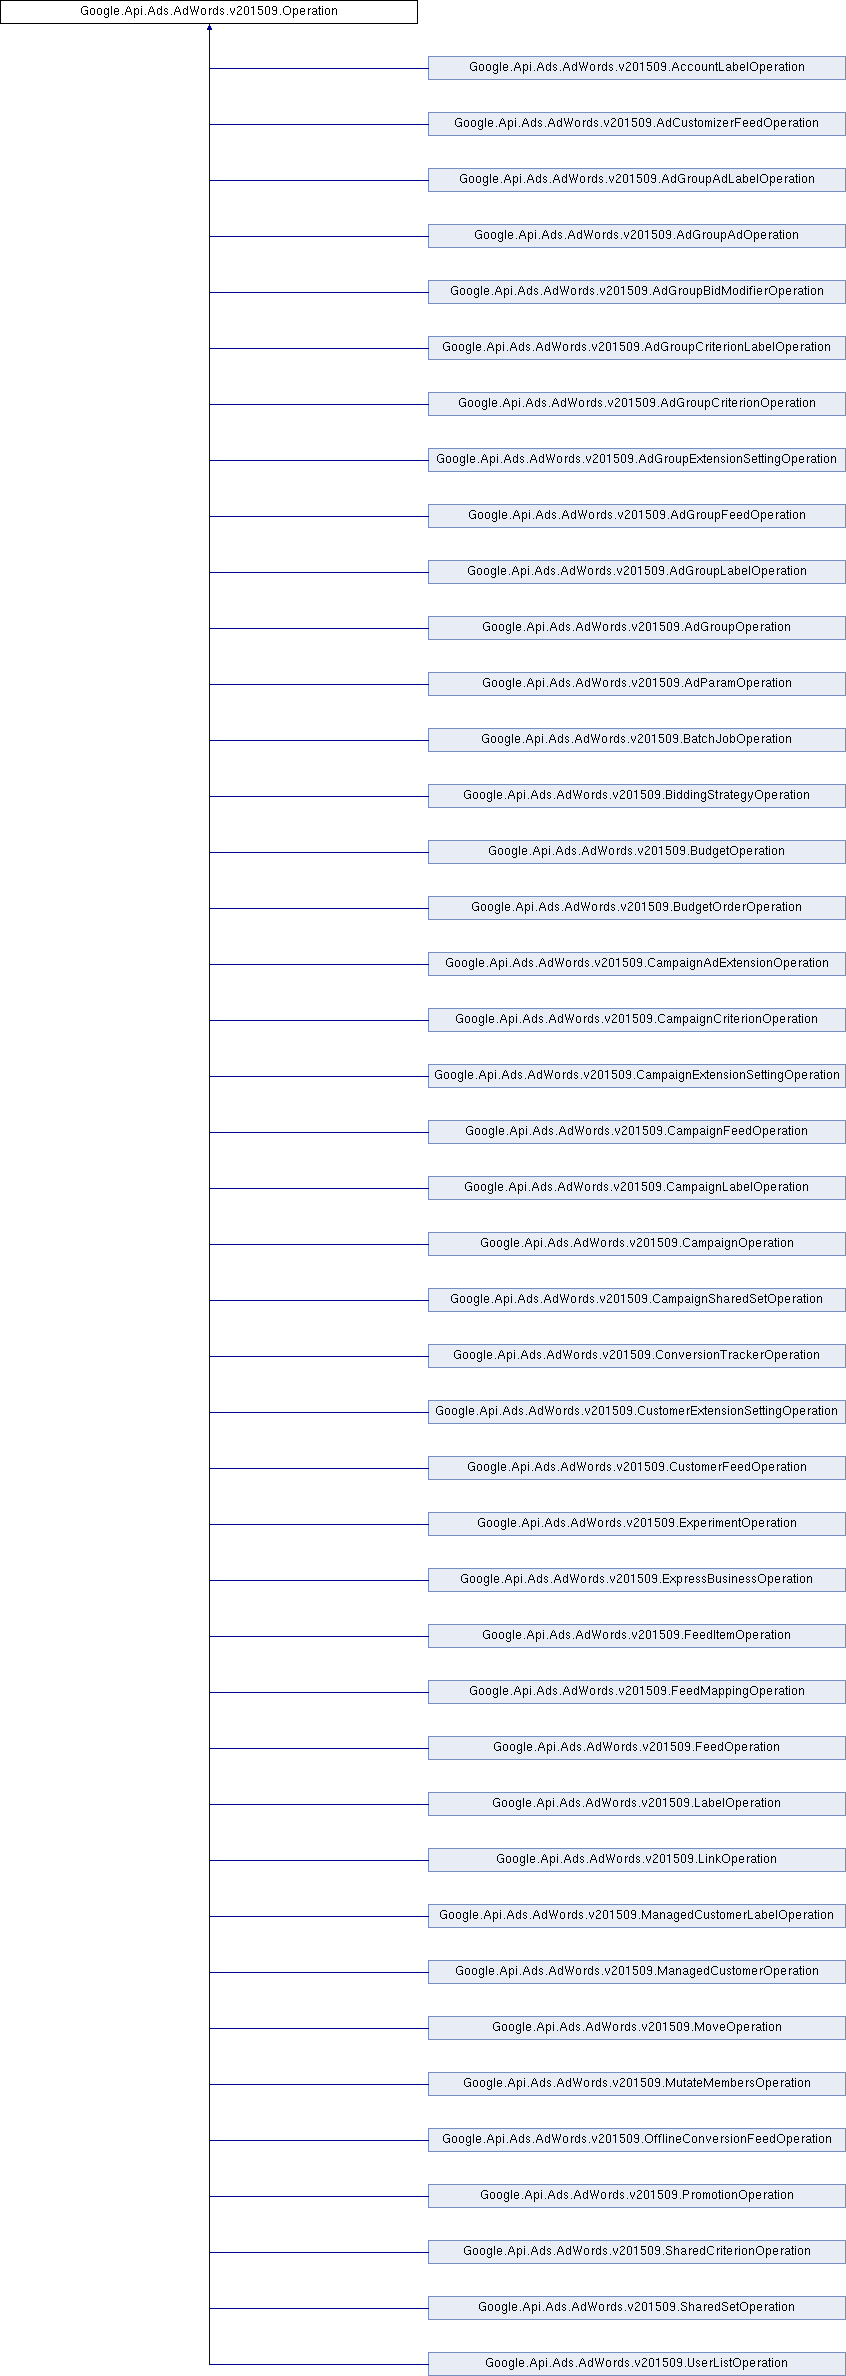 Google.Api.Ads.AdWords.v201509.Operation
Google.Api.Ads.AdWords.v201509.AccountLabelOperation
Google.Api.Ads.AdWords.v201509.AdCustomizerFeedOperation
Google.Api.Ads.AdWords.v201509.AdGroupAdLabelOperation
Google.Api.Ads.AdWords.v201509.AdGroupAdOperation
Google.Api.Ads.AdWords.v201509.AdGroupBidModifierOperation
Google.Api.Ads.AdWords.v201509.AdGroupCriterionLabelOperation
Google.Api.Ads.AdWords.v201509.AdGroupCriterionOperation
Google.Api.Ads.AdWords.v201509.AdGroupExtensionSettingOperation
Google.Api.Ads.AdWords.v201509.AdGroupFeedOperation
Google.Api.Ads.AdWords.v201509.AdGroupLabelOperation
Google.Api.Ads.AdWords.v201509.AdGroupOperation
Google.Api.Ads.AdWords.v201509.AdParamOperation
Google.Api.Ads.AdWords.v201509.BatchJobOperation
Google.Api.Ads.AdWords.v201509.BiddingStrategyOperation
Google.Api.Ads.AdWords.v201509.BudgetOperation
Google.Api.Ads.AdWords.v201509.BudgetOrderOperation
Google.Api.Ads.AdWords.v201509.CampaignAdExtensionOperation
Google.Api.Ads.AdWords.v201509.CampaignCriterionOperation
Google.Api.Ads.AdWords.v201509.CampaignExtensionSettingOperation
Google.Api.Ads.AdWords.v201509.CampaignFeedOperation
Google.Api.Ads.AdWords.v201509.CampaignLabelOperation
Google.Api.Ads.AdWords.v201509.CampaignOperation
Google.Api.Ads.AdWords.v201509.CampaignSharedSetOperation
Google.Api.Ads.AdWords.v201509.ConversionTrackerOperation
Google.Api.Ads.AdWords.v201509.CustomerExtensionSettingOperation
Google.Api.Ads.AdWords.v201509.CustomerFeedOperation
Google.Api.Ads.AdWords.v201509.ExperimentOperation
Google.Api.Ads.AdWords.v201509.ExpressBusinessOperation
Google.Api.Ads.AdWords.v201509.FeedItemOperation
Google.Api.Ads.AdWords.v201509.FeedMappingOperation
Google.Api.Ads.AdWords.v201509.FeedOperation
Google.Api.Ads.AdWords.v201509.LabelOperation
Google.Api.Ads.AdWords.v201509.LinkOperation
Google.Api.Ads.AdWords.v201509.ManagedCustomerLabelOperation
Google.Api.Ads.AdWords.v201509.ManagedCustomerOperation
Google.Api.Ads.AdWords.v201509.MoveOperation
Google.Api.Ads.AdWords.v201509.MutateMembersOperation
Google.Api.Ads.AdWords.v201509.OfflineConversionFeedOperation
Google.Api.Ads.AdWords.v201509.PromotionOperation
Google.Api.Ads.AdWords.v201509.SharedCriterionOperation
Google.Api.Ads.AdWords.v201509.SharedSetOperation
Google.Api.Ads.AdWords.v201509.UserListOperation